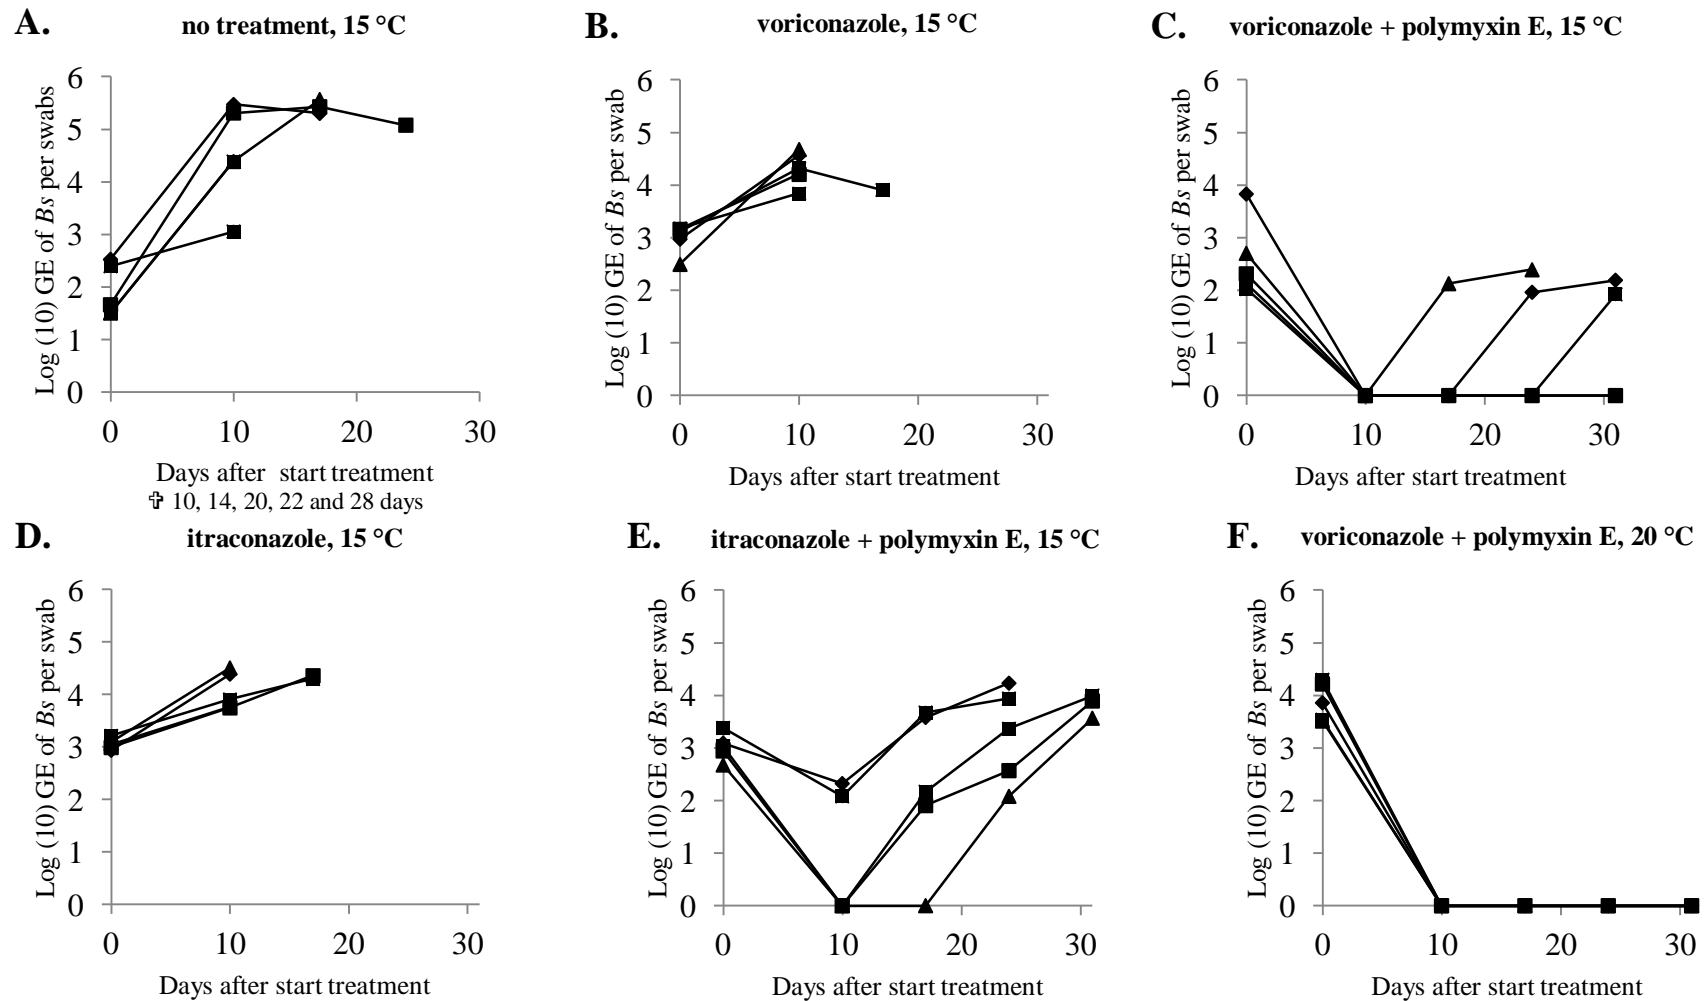 A. no treatment, 15 °C
Log (10) GE of Bs per swabs
6
5
4
3
2
1
0
0 10 20 30
Days after start treatment
✞ 10, 14, 20, 22 and 28 days
B. voriconazole, 15 °C
Log (10) GE of Bs per swab
6
5
4
3
2
1
0
0 10 20 30
Days after start treatment
C. voriconazole + polymyxin E, 15 °C
Log (10) GE of Bs per swab
6
5
4
3
2
1
0
0 10 20 30
Days after start treatment
D. itraconazole, 15 °C
Log (10) GE of Bs per swab
6
5
4
3
2
1
0
0 10 20 30
Days after start treatment
E. itraconazole + polymyxin E, 15 °C
Log (10) GE of Bs per swab
6
5
4
3
2
1
0
0 10 20 30
Days after start treatment
F. voriconazole + polymyxin E, 20 °C
Log (10) GE of Bs per swab
6
5
4
3
2
1
0
0 10 20 30
Days after start treatment